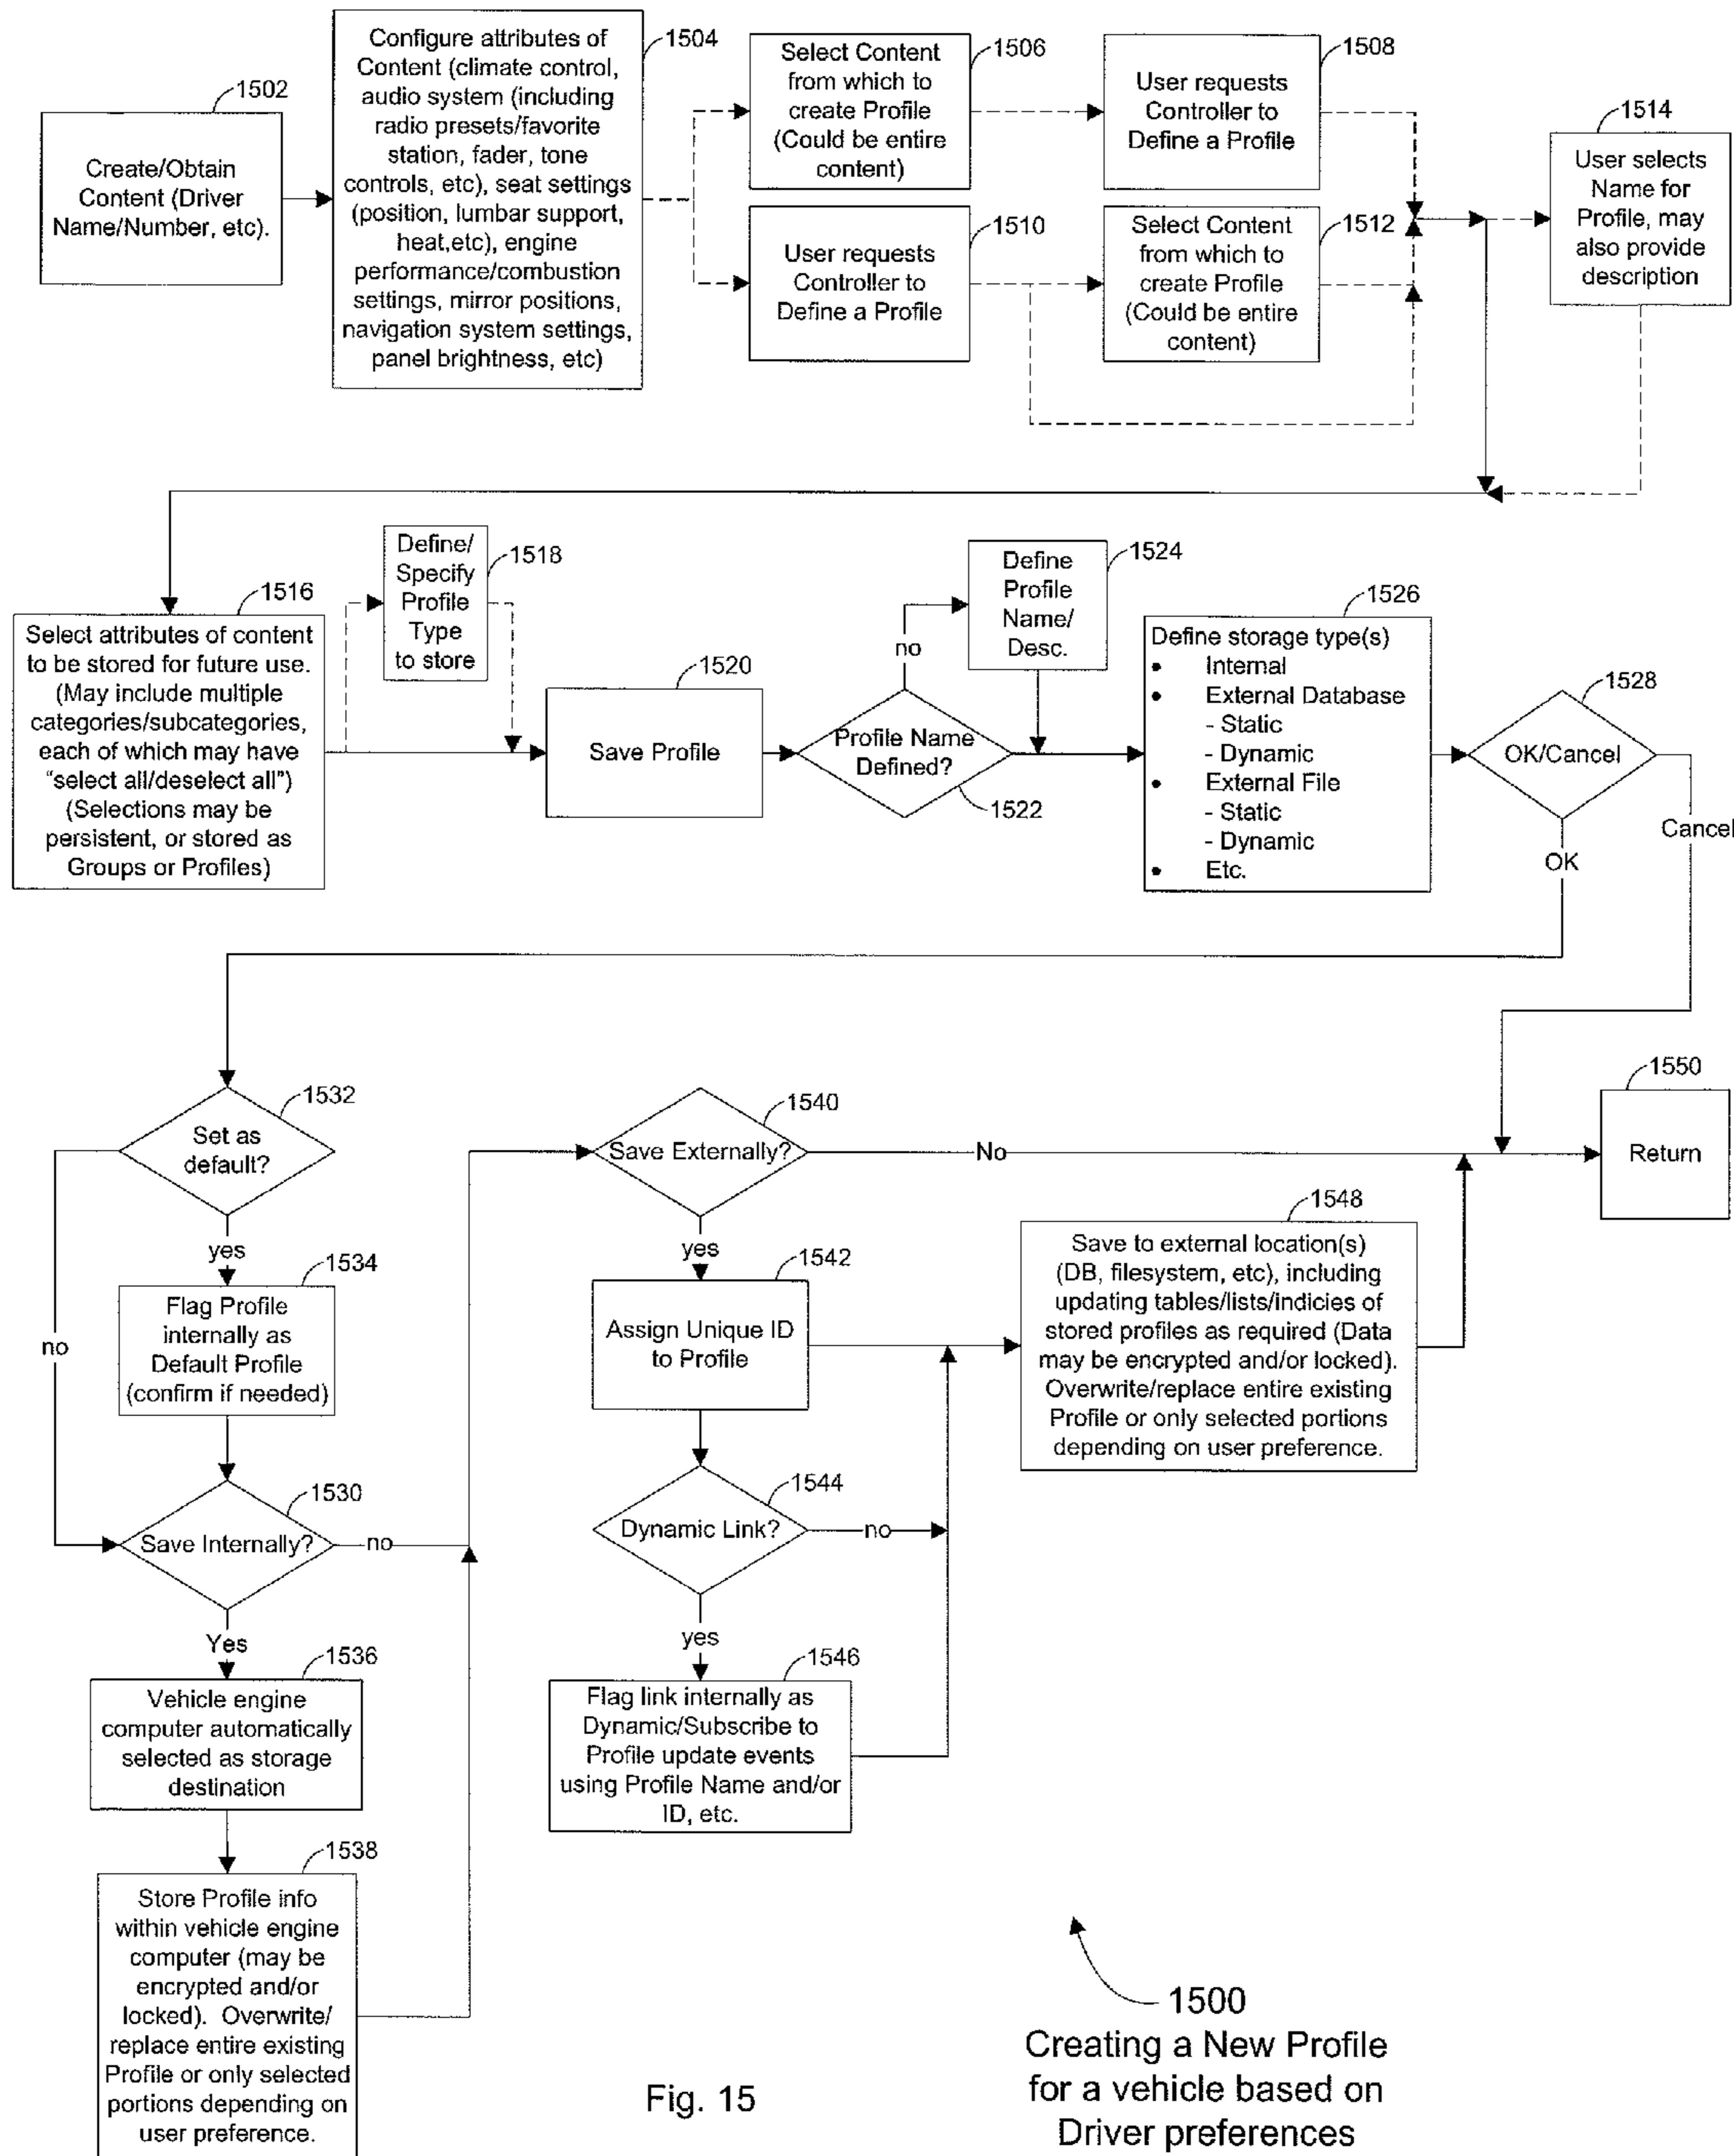 1502
Create/Obtain
Content (Driver
Name/Number, etc).
1504
Configure attributes of
Content (climate control,
audio system (including
radio presets/favorite
station, fader, tone
controls, etc), seat settings
(position, lumbar support,
heat,etc), engine
performance/combustion
settings, mirror positions,
navigation system settings,
panel brightness, etc)
1506
Select Content
from which to
create Profile
(Could be entire
content)
1508
User requests
Controller to
Define a Profile
1510
User requests
Controller to
Define a Profile
1512
Select Content
from which to
create Profile
(Could be entire
content)
1514
User selects
Name for
Profile, may
also provide
description
1516
Select attributes of content
to be stored for future use.
(May include multiple
categories/subcategories,
each of which may have
“select all/deselect all”)
(Selections may be
persistent, or stored as
Groups or Profiles)
1518
Define/
Specify
Profile
Type
to store
1520
Save Profile
1522
Profile Name
Defined?
no
1524
Define
Profile
Name/
Desc.
1526
Define storage type(s)
• Internal
• External Database
- Static
- Dynamic
• External File
- Static
- Dynamic
• Etc.
1528
OK/Cancel
Cancel
OK
1532
Set as
default?
yes
no
1534
Flag Profile
internally as
Default Profile
(confirm if needed)
1530
Save Internally?
no
Yes
1536
Vehicle engine
computer automatically
selected as storage
destination
1538
Store Profile info
within vehicle engine
computer (may be
encrypted and/or
locked). Overwrite/
replace entire existing
Profile or only selected
portions depending on
user preference.
1540
Save Externally?
No
yes
1542
Assign Unique ID
to Profile
1544
Dynamic Link?
no
yes
1546
Flag link internally as
Dynamic/Subscribe to
Profile update events
using Profile Name and/or
ID, etc.
1548
Save to external location(s)
(DB, filesystem, etc), including
updating tables/lists/indicies of
stored profiles as required (Data
may be encrypted and/or locked).
Overwrite/replace entire existing
Profile or only selected portions
depending on user preference.
1550
Return
Fig. 15
1500
Creating a New Profile
for a vehicle based on
Driver preferences